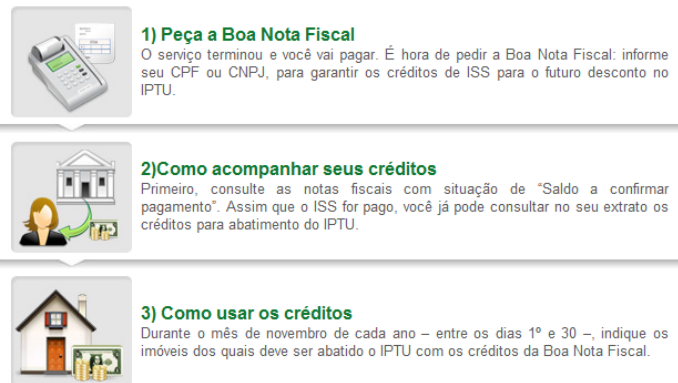 1) Peça a Boa Nota Fiscal
O serviço terminou e você vai pagar. É hora de pedir a Boa Nota Fiscal: informe
seu CPF ou CNPJ, para garantir os créditos de ISS para o futuro desconto no
IPTU.
2)Como acompanhar seus créditos
Primeiro, consulte as notas fiscais com situação de “Saldo a confirmar
pagamento”. Assim que o ISS for pago, você já pode consultar no seu extrato os
créditos para abatimento do IPTU.
3) Como usar os créditos
Durante o mês de novembro de cada ano – entre os dias 1º e 30 –, indique os
imóveis dos quais deve ser abatido o IPTU com os créditos da Boa Nota Fiscal.